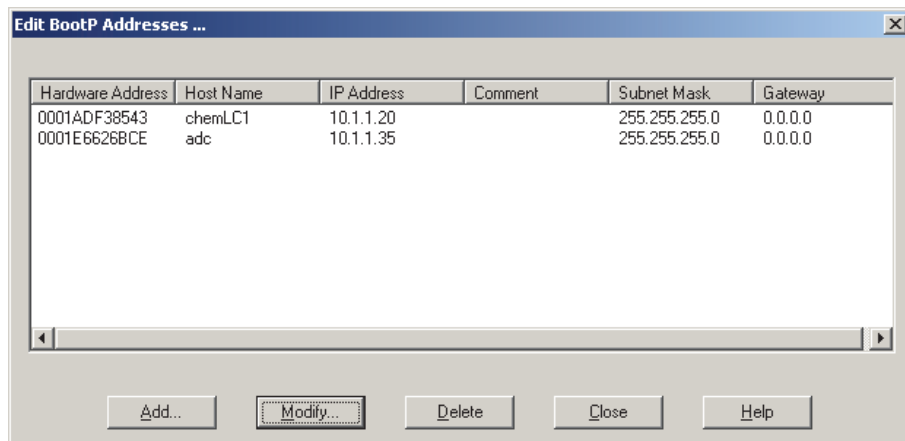 Edit BootP Addresses ...
Hardware Address Host Name IP Address Comment Subnet Mask Gateway
0001ADF38543 chemLC1 10.1.1.20 255.255.255.0 0.0.0.0
0001E6626BCE adc 10.1.1.35 255.255.255.0 0.0.0.0
Add... Modify... Delete Close Help